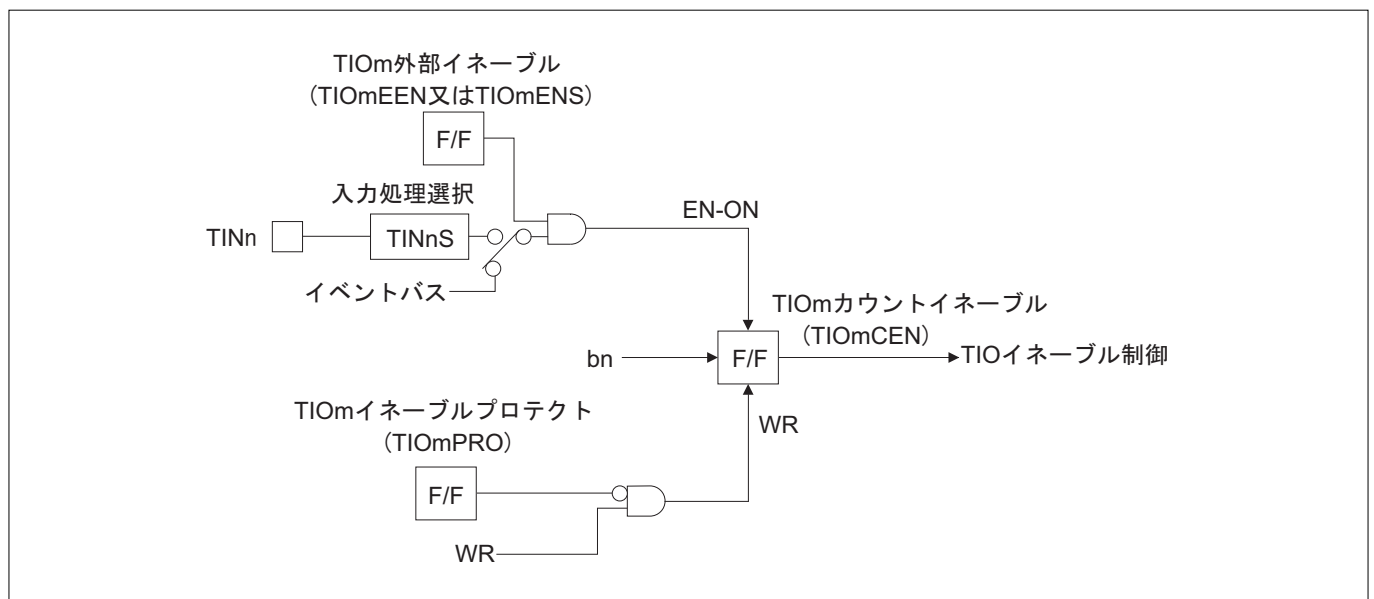 TIOm外部イネーブル
（TIOmEEN又はTIOmENS）
F/F
入力処理選択
TINn
TINnS
EN-ON
イベントバス
TIOmカウントイネーブル
（TIOmCEN）
bn
F/F
TIOイネーブル制御
TIOmイネーブルプロテクト
（TIOmPRO）
WR
F/F
WR